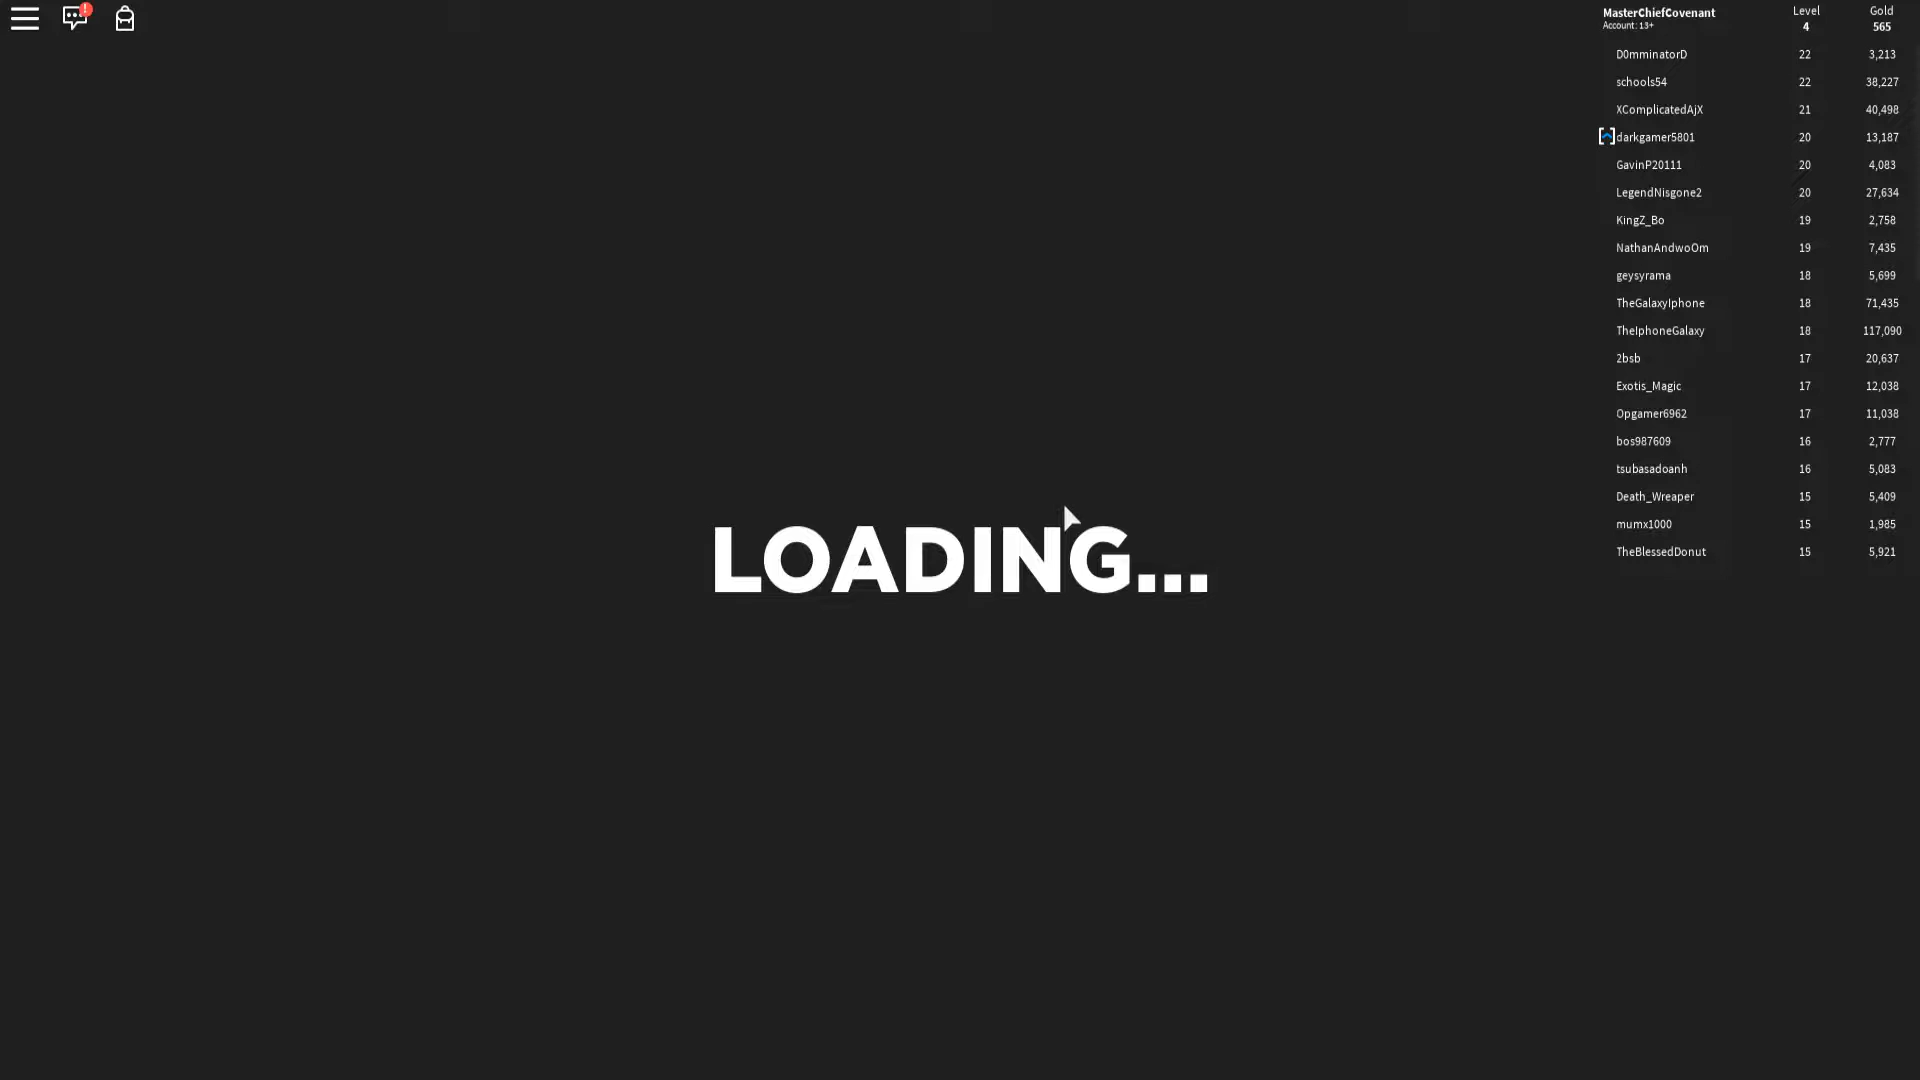 MasterChiefCovenant Level Gold
Account: 13+ 4 565
D0mminatorD 22 3,213
schools54 22 38,227
XComplicatedAjX 21 40,498
darkgamer5801 20 13,187
GavinP20111 20 4,083
LegendNisgone2 20 27,634
KingZ_Bo 19 2,758
NathanAndwoOm 19 7,435
geysyrama 18 5,699
TheGalaxyIphone 18 71,435
TheIphoneGalaxy 18 117,090
2bsb 17 20,637
Exotis_Magic 17 12,038
Opgamer6962 17 11,038
bos987609 16 2,777
tsubasadoanh 16 5,083
Death_Wreaper 15 5,409
mumx1000 15 1,985
TheBlessedDonut 15 5,921
LOADING...